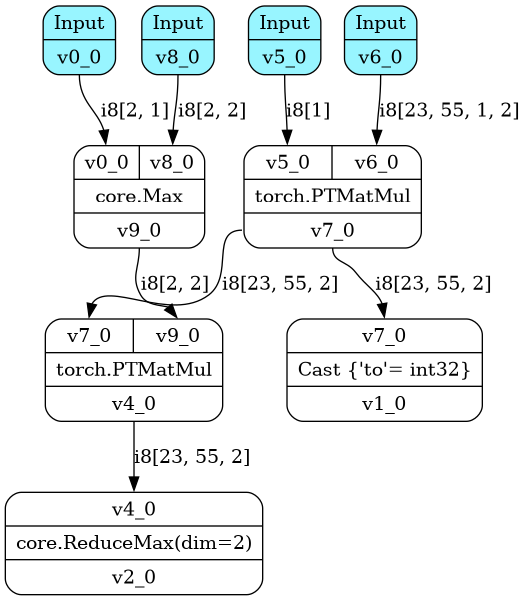 Input Input Input Input
v0_0 v8_0 v5_0 v6_0
i8[2, 1] i8[2, 2] i8[1] i8[23, 55, 1, 2]
v0_0 v8_0 v5_0 v6_0
core.Max torch.PTMatMul
v9_0 v7_0
i8[2, 2] i8[23, 55, 2] i8[23, 55, 2]
v7_0 v9_0 v7_0
torch.PTMatMul Cast {'to'= int32}
v4_0 v1_0
i8[23, 55, 2]
v4_0
core.ReduceMax(dim=2)
v2_0